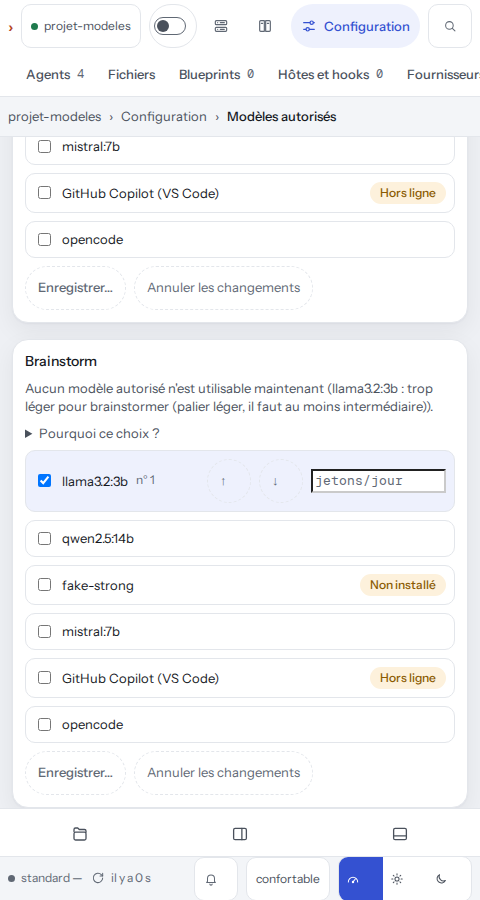 projet-modeles
Configuration
Agents 4 Fichiers Blueprints 0 Hôtes et hooks 0 Fournisseurs
projet-modeles › Configuration › Modèles autorisés
mistral:7b
GitHub Copilot (VS Code) Hors ligne
opencode
Enregistrer... Annuler les changements
Brainstorm
Aucun modèle autorisé n'est utilisable maintenant (llama3.2:3b : trop
léger pour brainstormer (palier léger, il faut au moins intermédiaire)).
Pourquoi ce choix ?
llama3.2:3b n° 1 ↑ ↓ jetons/jour
qwen2.5:14b
fake-strong Non installé
mistral:7b
GitHub Copilot (VS Code) Hors ligne
opencode
Enregistrer... Annuler les changements
standard — il y a 0 s confortable